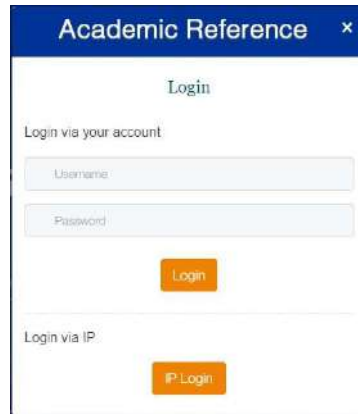 Academic Reference ×
Login
Login via your account
Username
Password
Login
Login via IP
IP Login